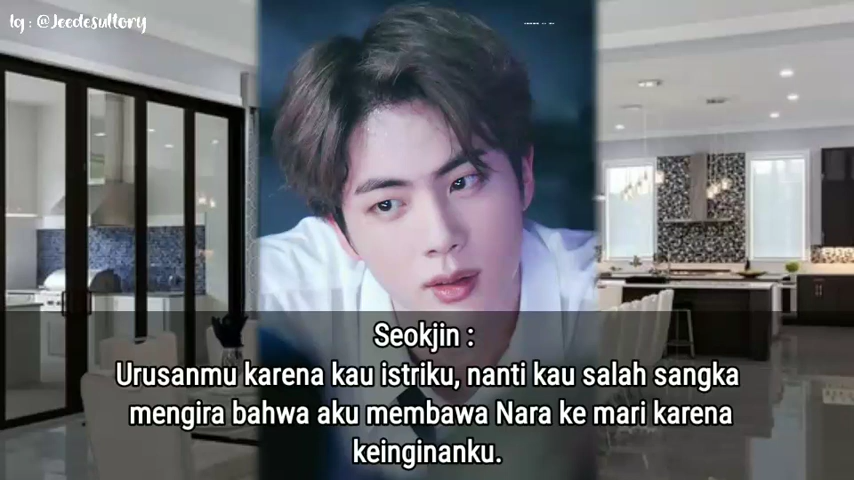 Ig : @Jeedesultory
Seokjin :
Urusanmu karena kau istriku, nanti kau salah sangka
mengira bahwa aku membawa Nara ke mari karena
keinginanku.